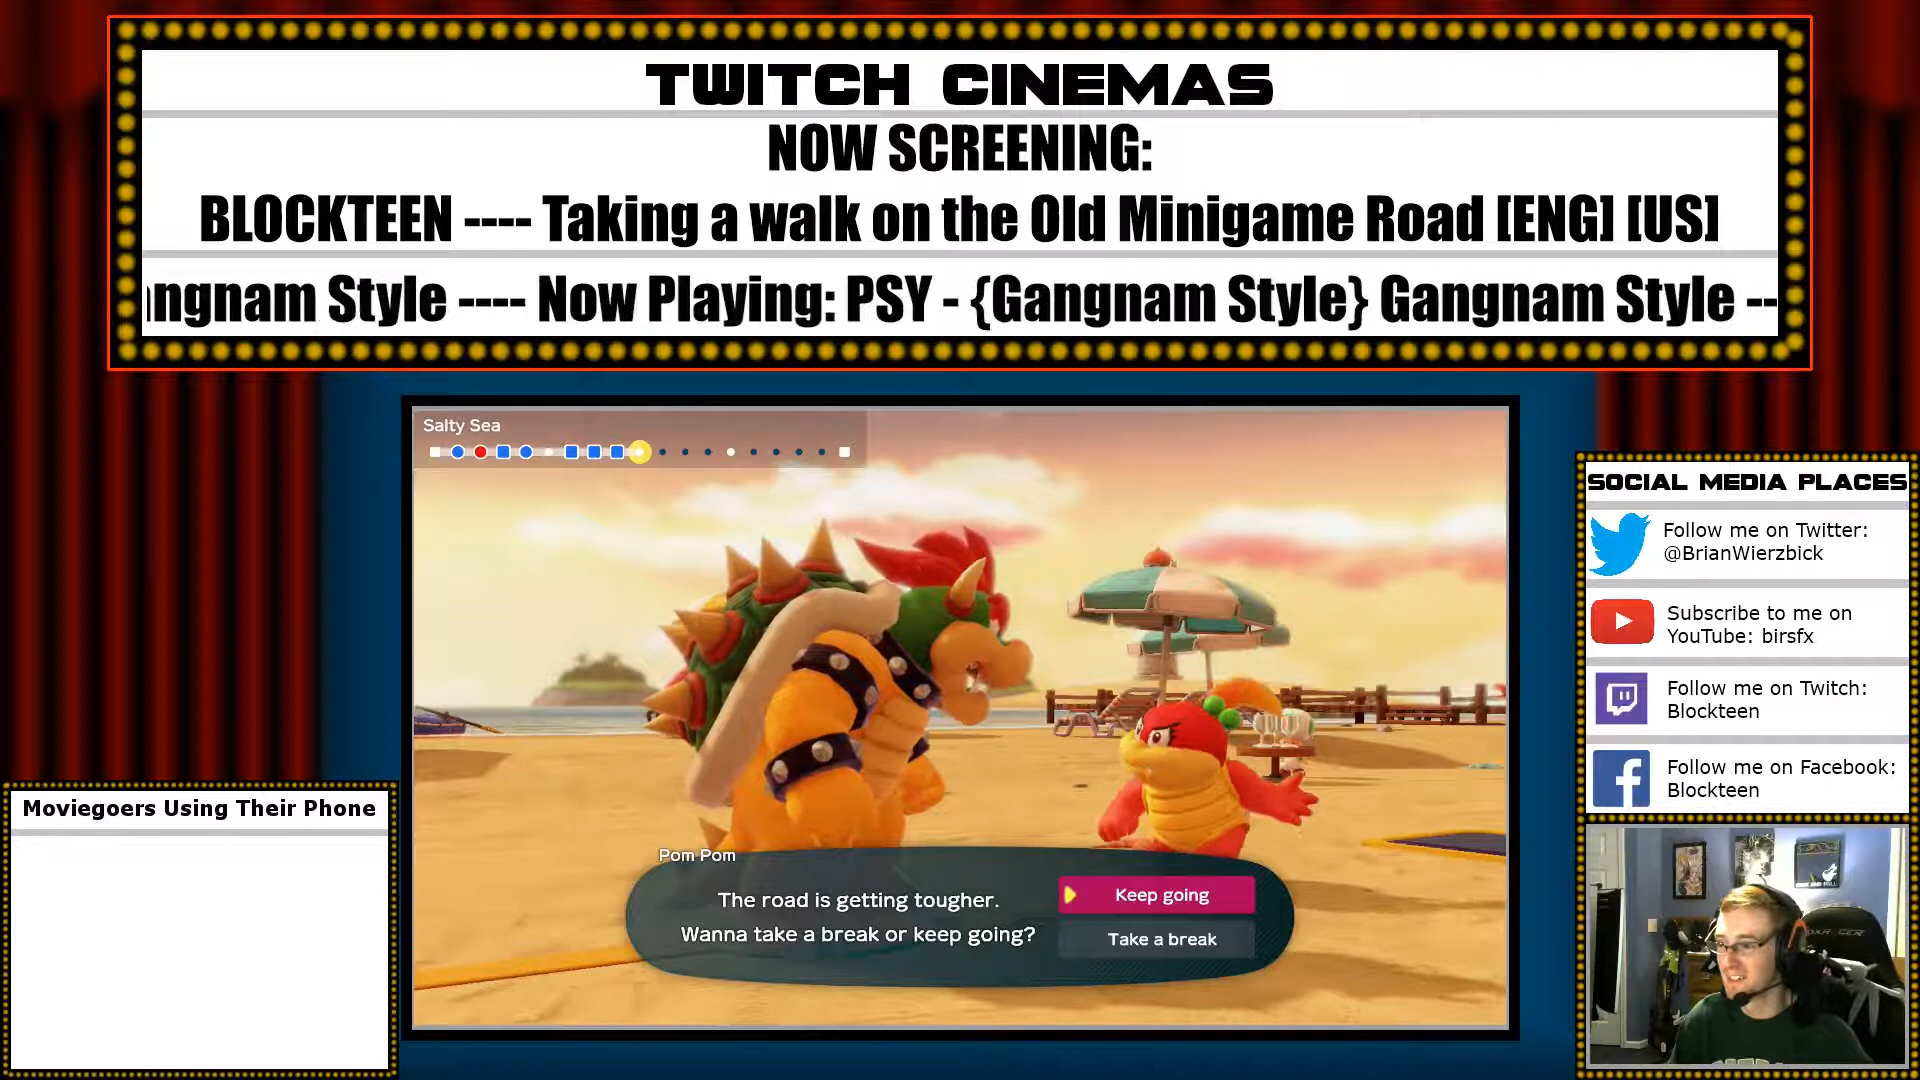 TWITCH CINEMAS
NOW SCREENING:
BLOCKTEEN ---- Taking a walk on the Old Minigame Road [ENG] [US]
ngnam Style ---- Now Playing: PSY - {Gangnam Style} Gangnam Style --
Salty Sea
SOCIAL MEDIA PLACES
Follow me on Twitter:
@BrianWierzbick
Subscribe to me on
YouTube: birsfx
Follow me on Twitch:
Blockteen
Follow me on Facebook:
Blockteen
Moviegoers Using Their Phone
Pom Pom
The road is getting tougher.
Wanna take a break or keep going?
Keep going
Take a break